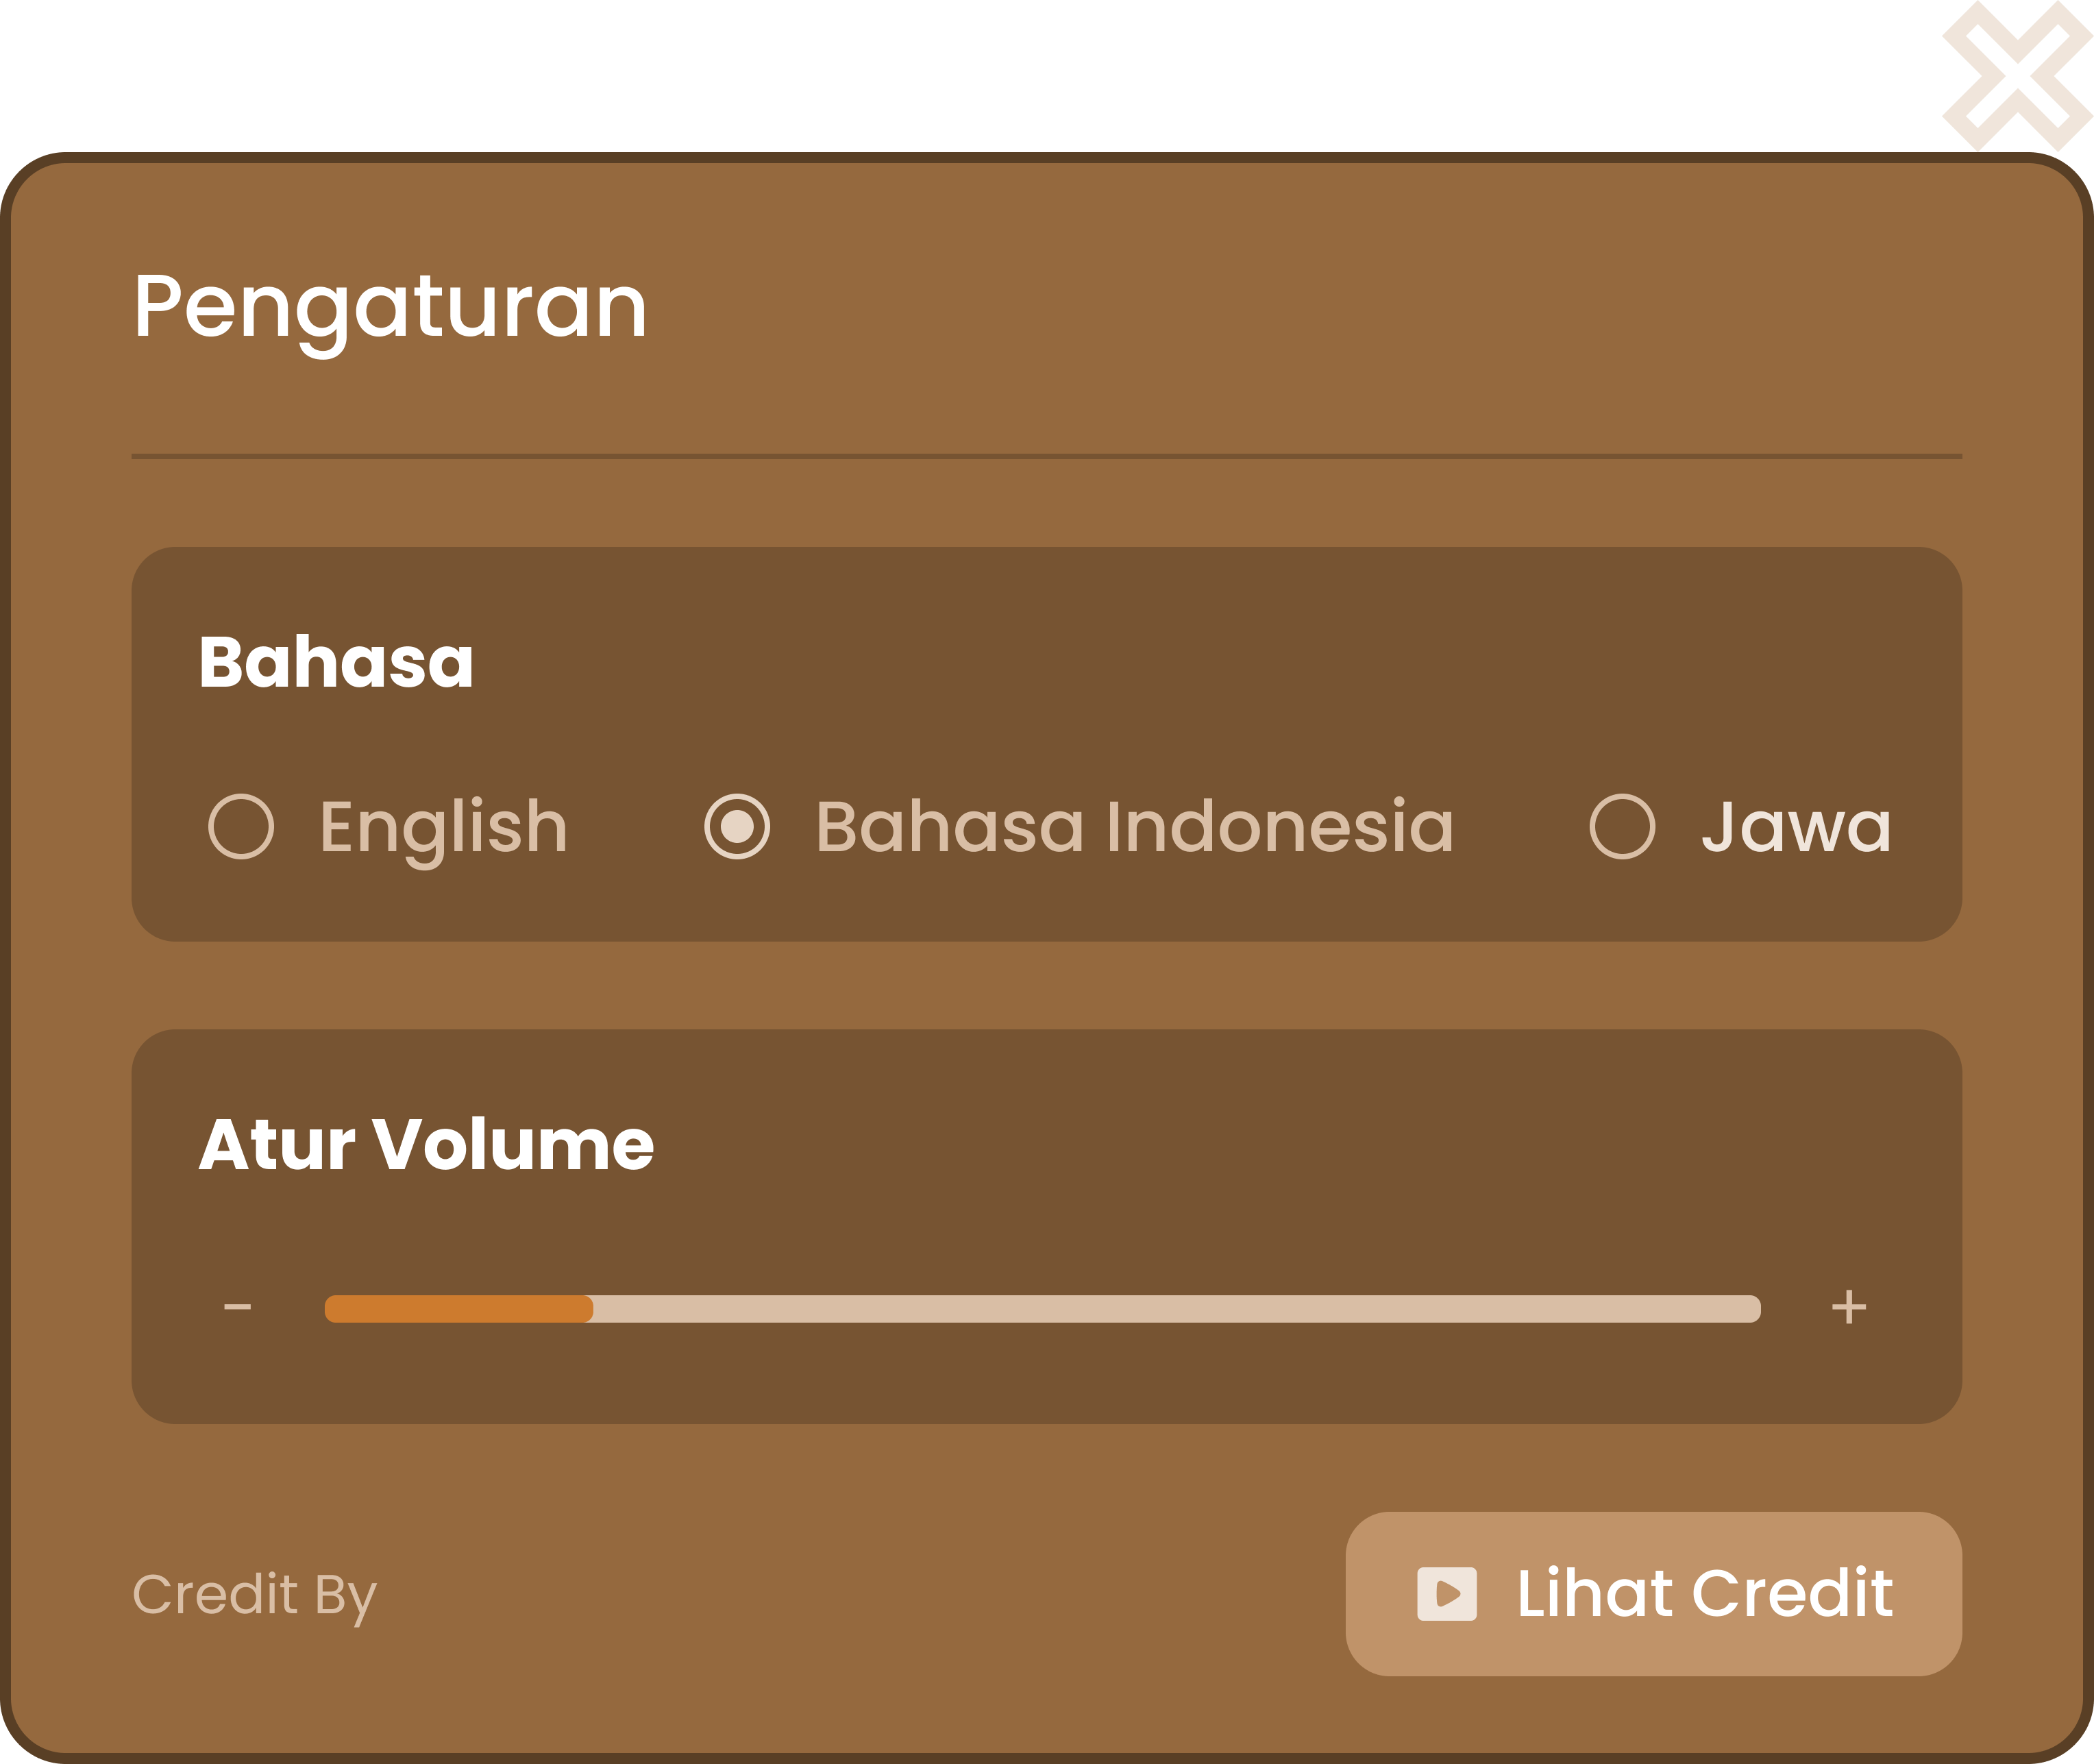 Pengaturan
Bahasa
English
Bahasa Indonesia
Jawa
Atur Volume
− +
Credit By
Lihat Credit